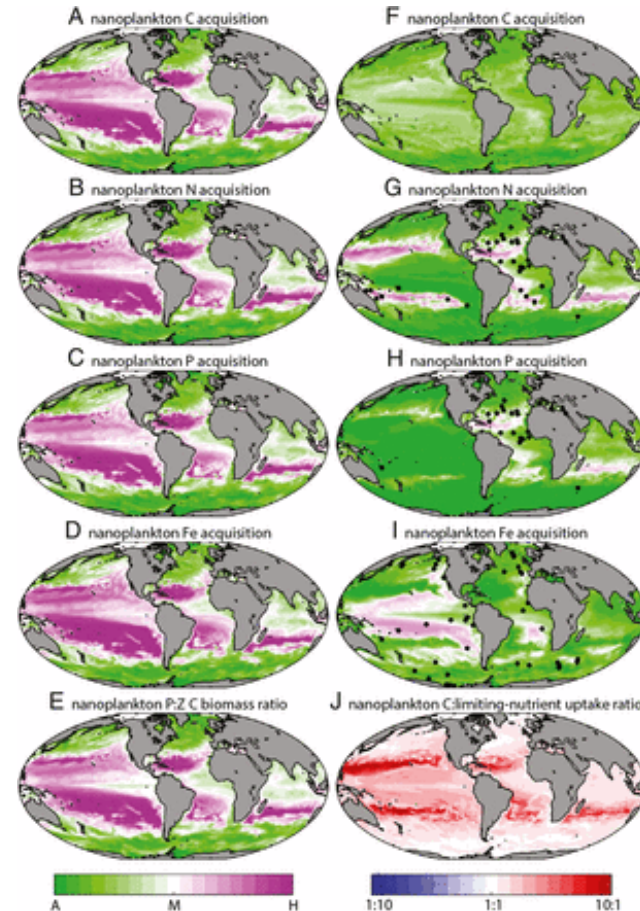 A nanoplankton C acquisition
F nanoplankton C acquisition
B nanoplankton N acquisition
G nanoplankton N acquisition
C nanoplankton P acquisition
H nanoplankton P acquisition
D nanoplankton Fe acquisition
I nanoplankton Fe acquisition
E nanoplankton P:Z C biomass ratio
J nanoplankton C:limiting-nutrient uptake ratio
A M H
1:10 1:1 10:1